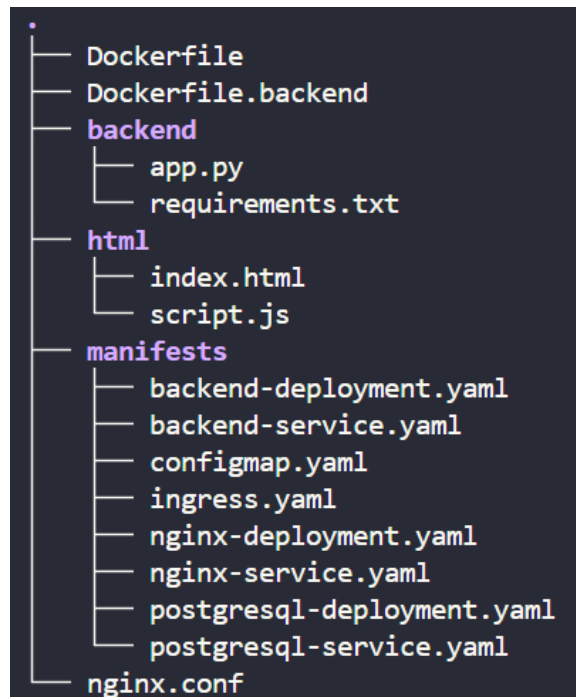 .
├── Dockerfile
├── Dockerfile.backend
├── backend
│   ├── app.py
│   └── requirements.txt
├── html
│   ├── index.html
│   └── script.js
├── manifests
│   ├── backend-deployment.yaml
│   ├── backend-service.yaml
│   ├── configmap.yaml
│   ├── ingress.yaml
│   ├── nginx-deployment.yaml
│   ├── nginx-service.yaml
│   ├── postgresql-deployment.yaml
│   └── postgresql-service.yaml
└── nginx.conf